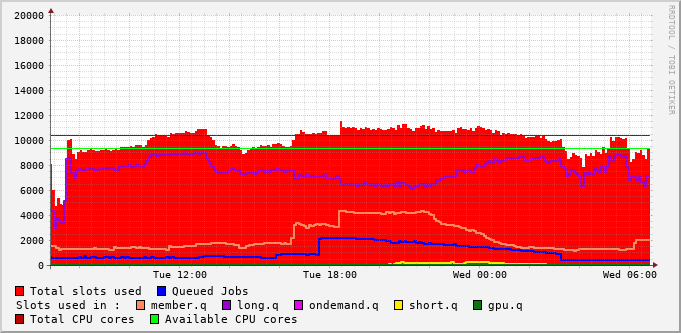 20000
18000
16000
14000
12000
10000
8000
6000
4000
2000
0
Tue 12:00 Tue 18:00 Wed 00:00 Wed 06:00
RRDTOOL / TOBI OETIKER
Total slots used Queued Jobs
Slots used in : member.q long.q ondemand.q short.q gpu.q
Total CPU cores Available CPU cores